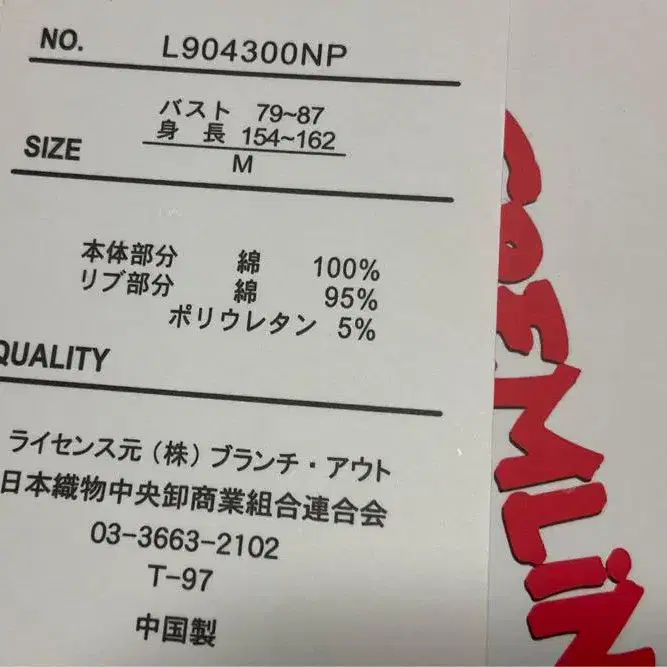 NO. L904300NP
バスト 79~87
身長 154~162
SIZE
M
本体部分 綿 100%
リブ部分 綿 95%
ポリウレタン 5%
QUALITY
ライセンス元(株)ブランチ・アウト
日本織物中央卸商業組合連合会
03-3663-2102
T-97
中国製